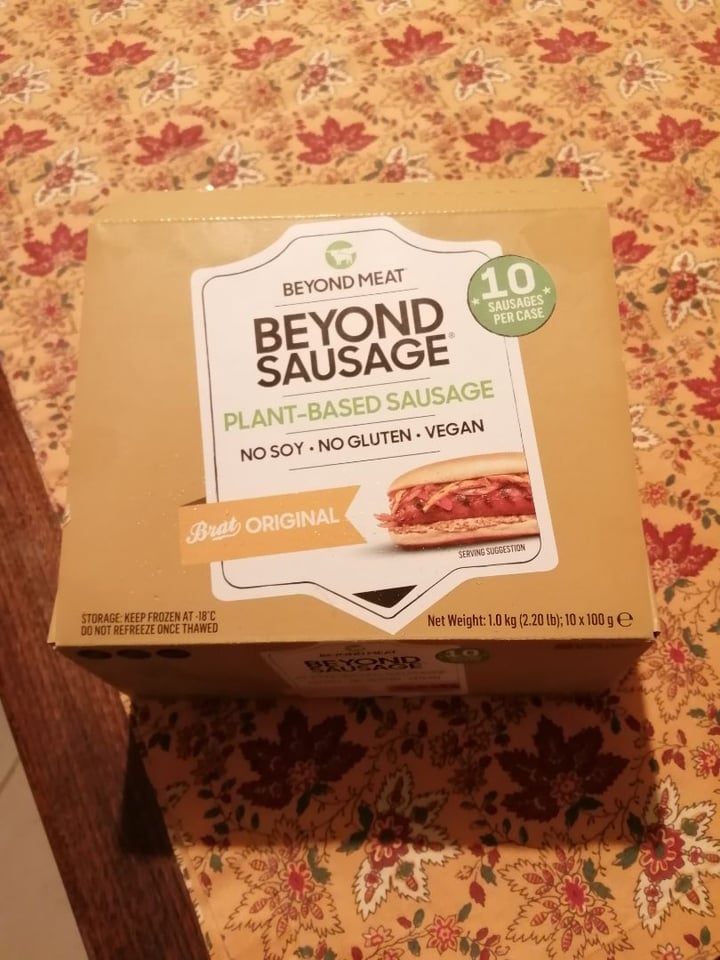 BEYOND MEAT
BEYOND
SAUSAGE®
10
SAUSAGES
PER CASE
PLANT-BASED SAUSAGE
NO SOY • NO GLUTEN • VEGAN
Brat ORIGINAL
SERVING SUGGESTION
STORAGE: KEEP FROZEN AT -18°C
DO NOT REFREEZE ONCE THAWED
Net Weight: 1.0 kg (2.20 lb); 10 x 100 g ℮
BEYOND MEAT
BEYOND
SAUSAGE
10